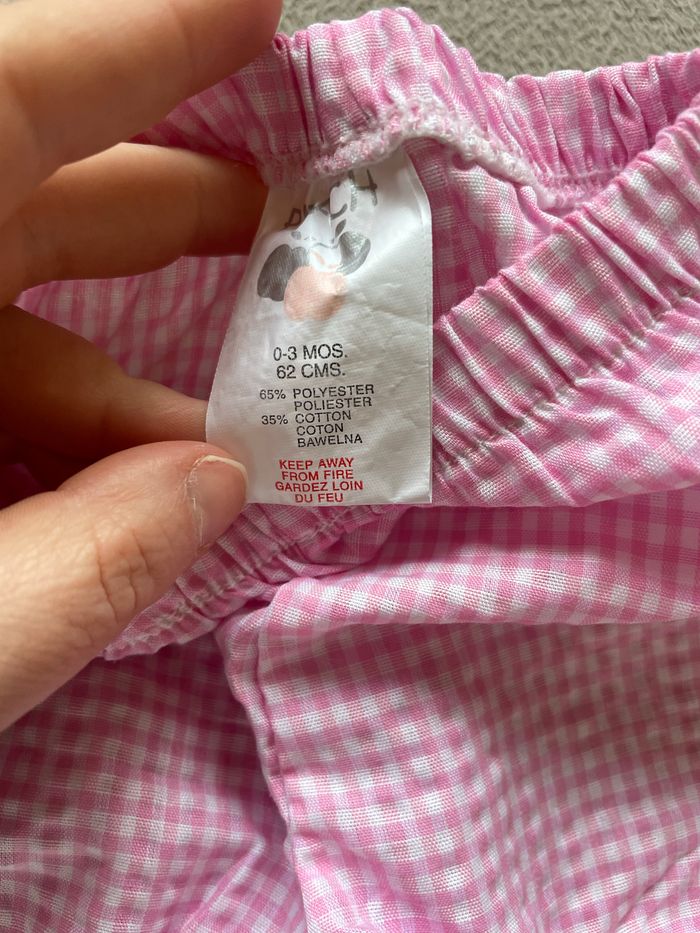 0-3 MOS.
62 CMS.
65% POLYESTER
POLIESTER
35% COTTON
COTON
BAWELNA
KEEP AWAY
FROM FIRE
GARDEZ LOIN
DU FEU